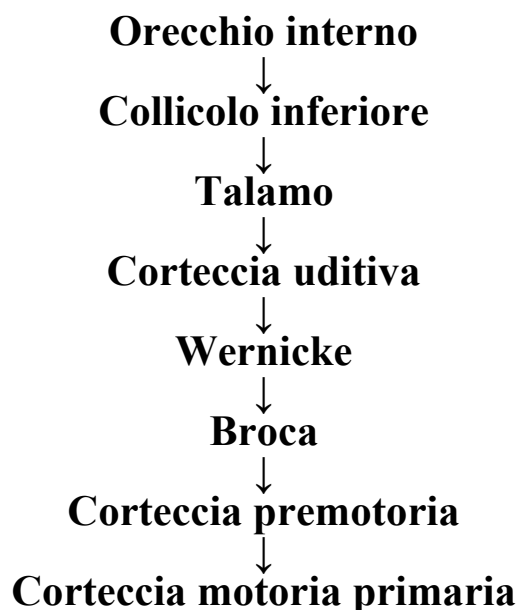 Orecchio interno
↓
Collicolo inferiore
↓
Talamo
↓
Corteccia uditiva
↓
Wernicke
↓
Broca
↓
Corteccia premotoria
↓
Corteccia motoria primaria